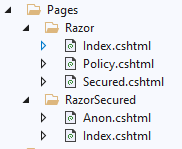 Pages
Razor
Index.cshtml
Policy.cshtml
Secured.cshtml
RazorSecured
Anon.cshtml
Index.cshtml